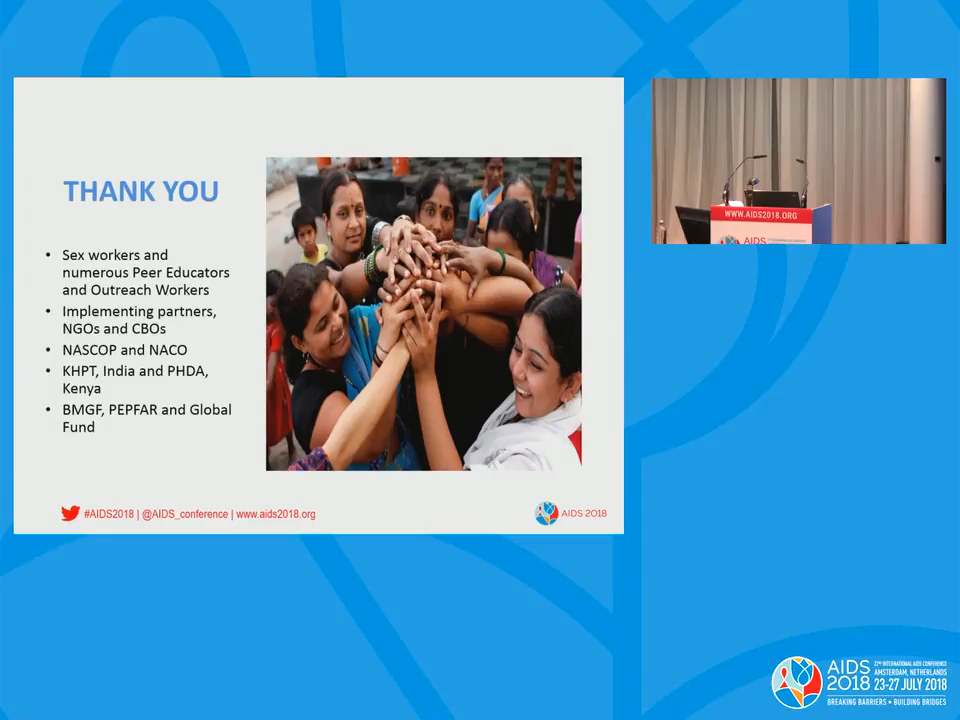 THANK YOU
• Sex workers and
numerous Peer Educators
and Outreach Workers
• Implementing partners,
NGOs and CBOs
• NASCOP and NACO
• KHPT, India and PHDA,
Kenya
• BMGF, PEPFAR and Global
Fund
#AIDS2018 | @AIDS_conference | www.aids2018.org
AIDS 2018
WWW.AIDS2018.ORG
AIDS
AIDS
2018
22ND INTERNATIONAL AIDS CONFERENCE
AMSTERDAM, NETHERLANDS
23-27 JULY 2018
BREAKING BARRIERS • BUILDING BRIDGES